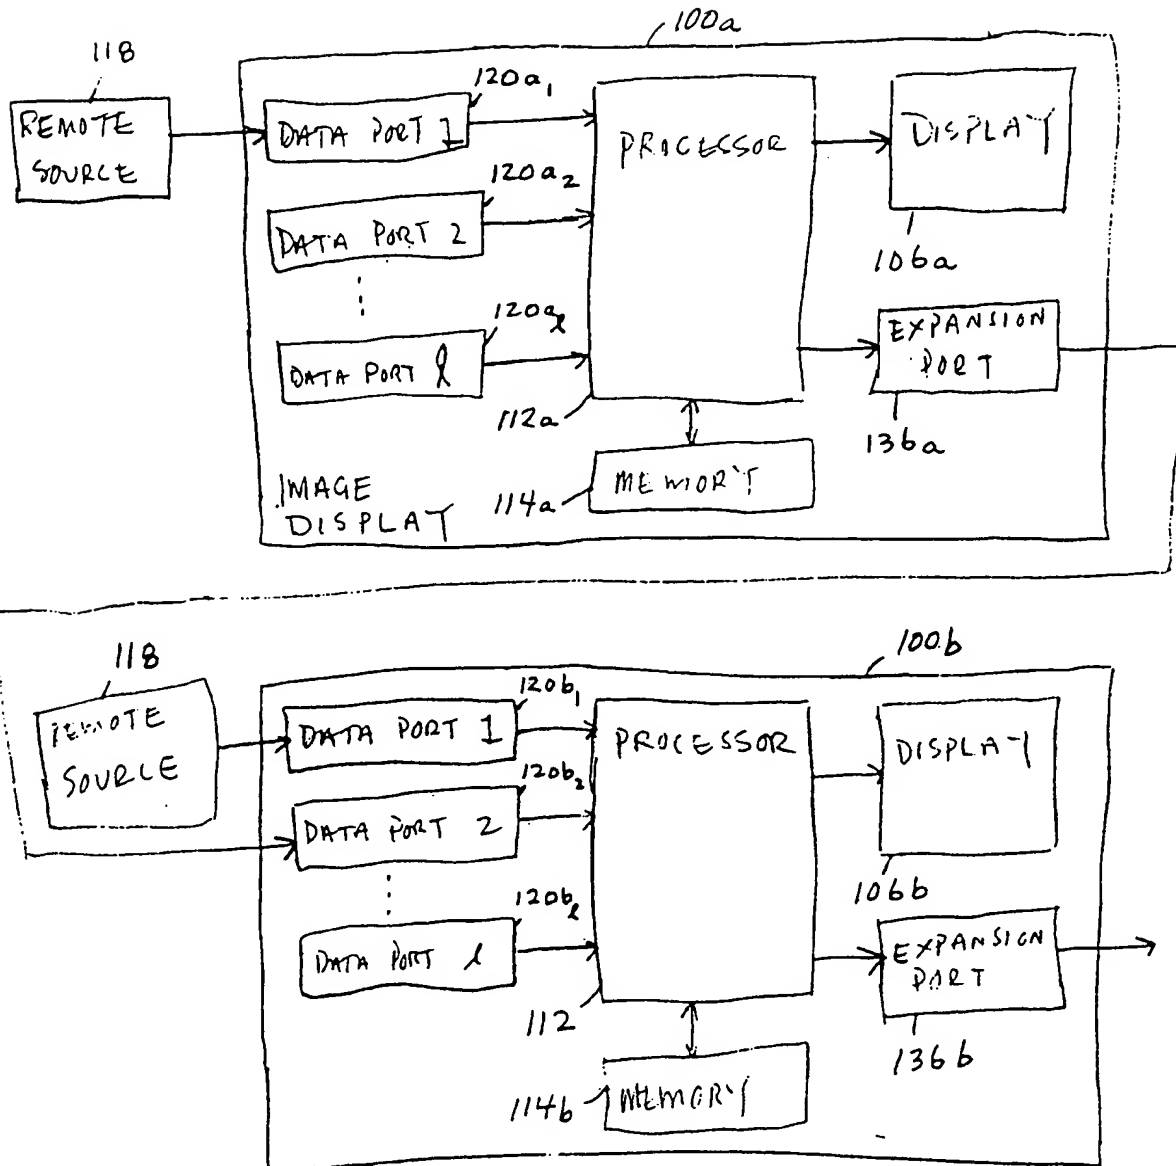 100a
118
REMOTE
SOURCE
120a1
DATA PORT 1
PROCESSOR
DISPLAY
120a2
DATA PORT 2
106a
120al
DATA PORT l
EXPANSION
PORT
112a
136a
MEMORY
114a
IMAGE
DISPLAY
118
100b
REMOTE
SOURCE
120b1
DATA PORT 1
PROCESSOR
DISPLAY
120b2
DATA PORT 2
106b
120bl
DATA PORT l
EXPANSION
PORT
112
136b
MEMORY
114b